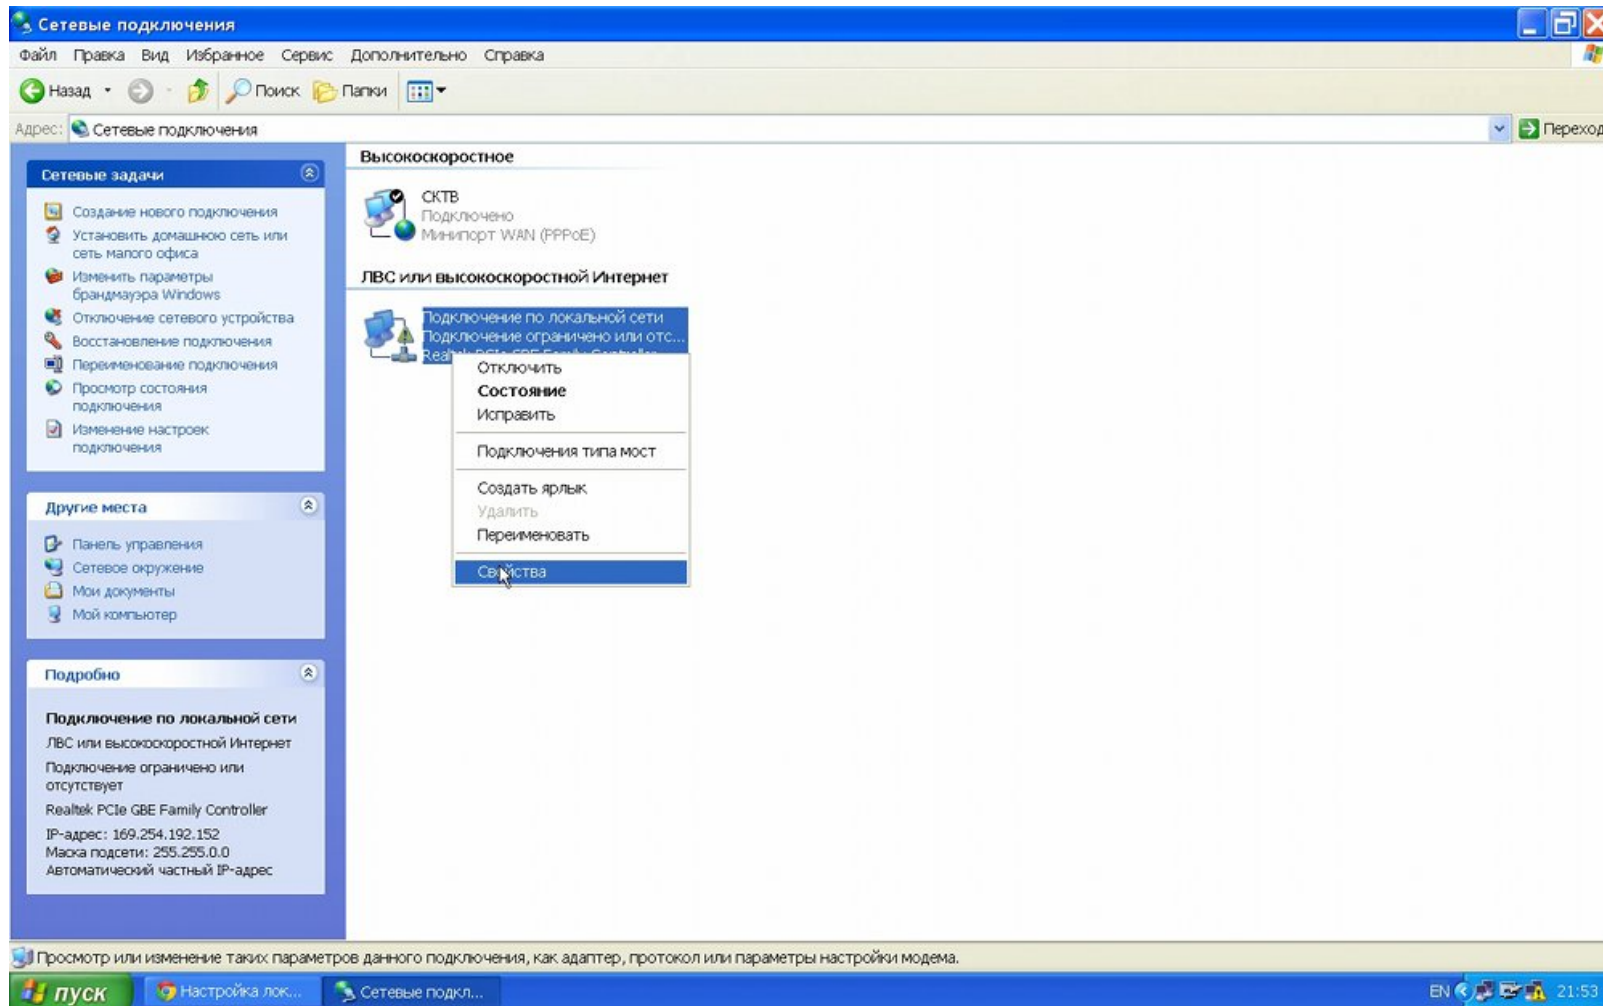 Сетевые подключения
Файл Правка Вид Избранное Сервис Дополнительно Справка
Назад Поиск Папки
Адрес: Сетевые подключения Переход
Сетевые задачи
Создание нового подключения
Установить домашнюю сеть или
сеть малого офиса
Изменить параметры
брандмауэра Windows
Отключение сетевого устройства
Восстановление подключения
Переименование подключения
Просмотр состояния
подключения
Изменение настроек
подключения
Другие места
Панель управления
Сетевое окружение
Мои документы
Мой компьютер
Подробно
Подключение по локальной сети
ЛВС или высокоскоростной Интернет
Подключение ограничено или
отсутствует
Realtek PCIe GBE Family Controller
IP-адрес: 169.254.192.152
Маска подсети: 255.255.0.0
Автоматический частный IP-адрес
Высокоскоростное
СКТВ
Подключено
Минипорт WAN (PPPoE)
ЛВС или высокоскоростной Интернет
Подключение по локальной сети
Подключение ограничено или отс...
Realtek PCIe GBE Family Controller
Отключить
Состояние
Исправить
Подключения типа мост
Создать ярлык
Удалить
Переименовать
Свойства
Просмотр или изменение таких параметров данного подключения, как адаптер, протокол или параметры настройки модема.
пуск Настройка лок... Сетевые подкл... EN 21:53